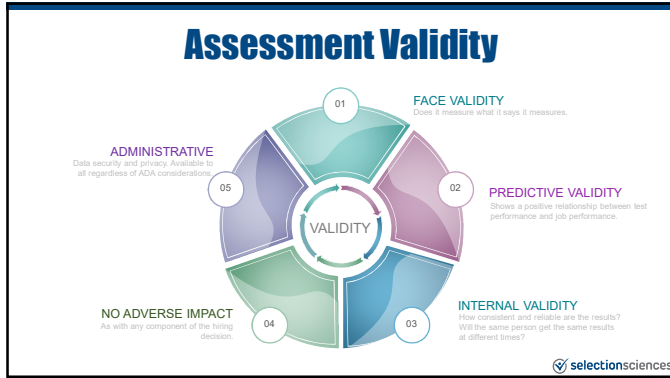 Assessment Validity
01
FACE VALIDITY
Does it measure what it says it measures.
ADMINISTRATIVE
Data security and privacy. Available to
all regardless of ADA considerations.
05
02
PREDICTIVE VALIDITY
Shows a positive relationship between test
performance and job performance.
VALIDITY
NO ADVERSE IMPACT
As with any component of the hiring
decision.
04
03
INTERNAL VALIDITY
How consistent and reliable are the results?
Will the same person get the same results
at different times?
selectionsciences